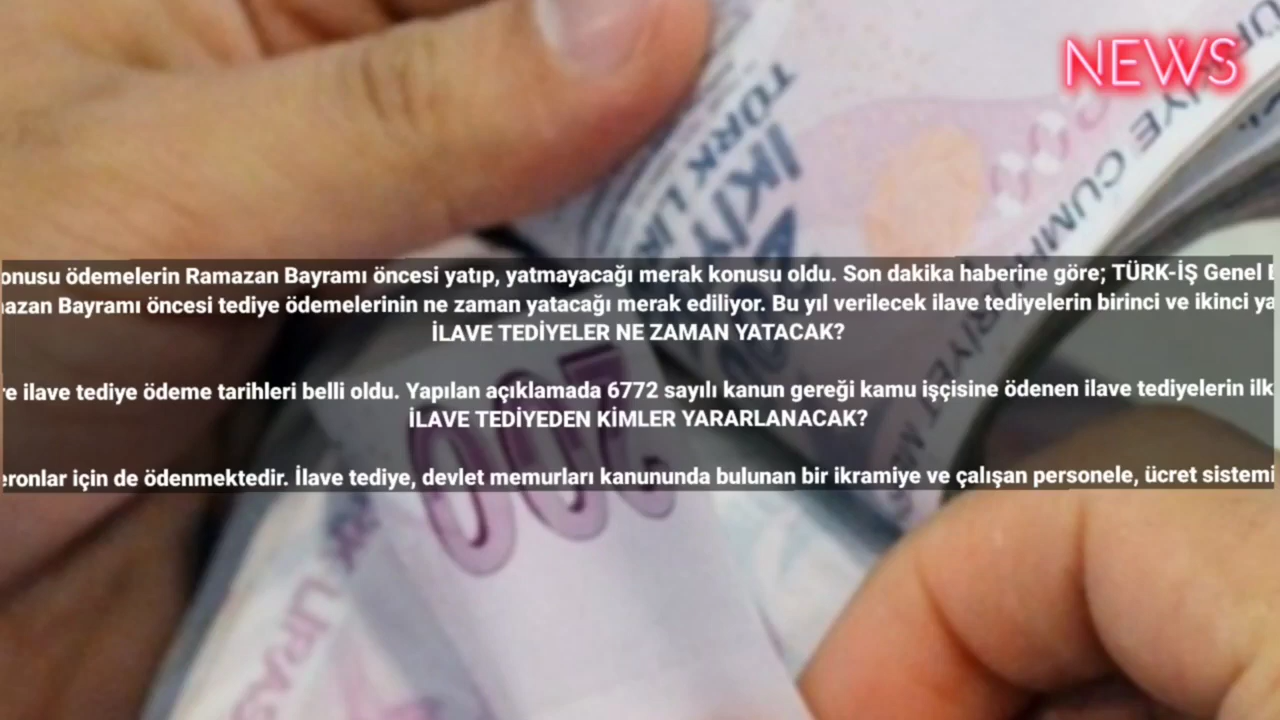 NEWS
TÜRK LİR
200
onusu ödemelerin Ramazan Bayramı öncesi yatıp, yatmayacağı merak konusu oldu. Son dakika haberine göre; TÜRK-İŞ Genel
azan Bayramı öncesi tediye ödemelerinin ne zaman yatacağı merak ediliyor. Bu yıl verilecek ilave tediyelerin birinci ve ikinci ya
İLAVE TEDİYELER NE ZAMAN YATACAK?
e ilave tediye ödeme tarihleri belli oldu. Yapılan açıklamada 6772 sayılı kanun gereği kamu işçisine ödenen ilave tediyelerin ilk
İLAVE TEDİYEDEN KİMLER YARARLANACAK?
eronlar için de ödenmektedir. İlave tediye, devlet memurları kanununda bulunan bir ikramiye ve çalışan personele, ücret sistemi